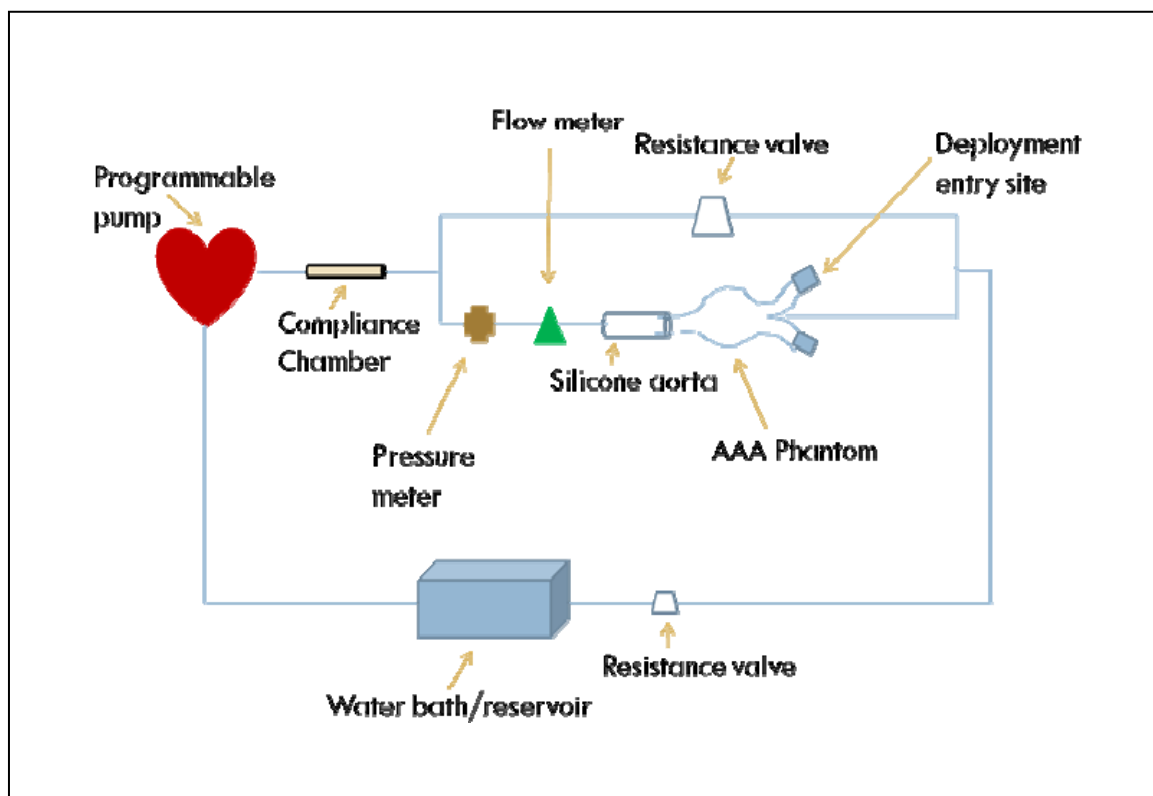 Flow meter
Resistance valve
Deployment
entry site
Programmable
pump
Compliance
Chamber
Silicone aorta
Pressure
meter
AAA Phantom
Resistance valve
Water bath/reservoir